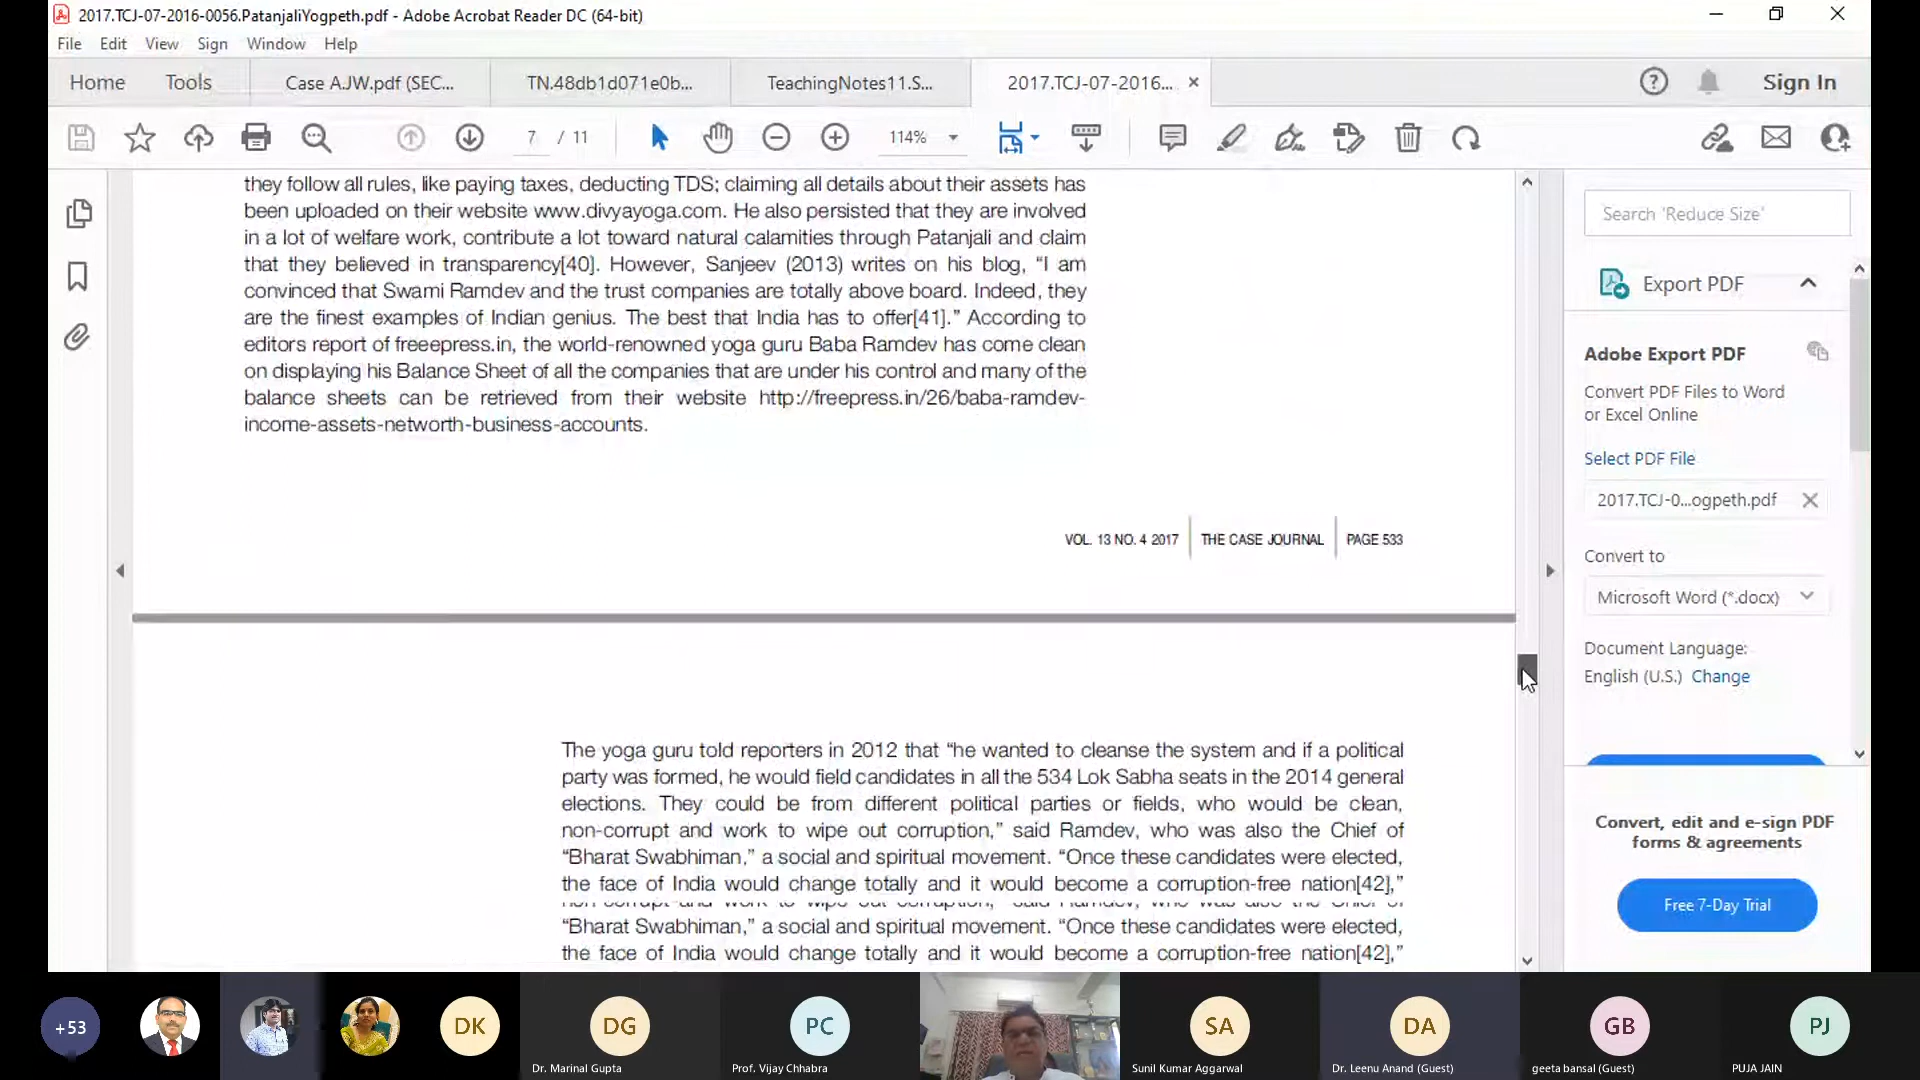 2017.TCJ-07-2016-0056.PatanjaliYogpeth.pdf - Adobe Acrobat Reader DC (64-bit)
File Edit View Sign Window Help
Home Tools Case A.JW.pdf (SEC... TN.48db1d071e0b... TeachingNotes11.S... 2017.TCJ-07-2016... Sign In
7 / 11 114%
they follow all rules, like paying taxes, deducting TDS; claiming all details about their assets has
been uploaded on their website www.divyayoga.com. He also persisted that they are involved
in a lot of welfare work, contribute a lot toward natural calamities through Patanjali and claim
that they believed in transparency[40]. However, Sanjeev (2013) writes on his blog, “I am
convinced that Swami Ramdev and the trust companies are totally above board. Indeed, they
are the finest examples of Indian genius. The best that India has to offer[41].” According to
editors report of freeepress.in, the world-renowned yoga guru Baba Ramdev has come clean
on displaying his Balance Sheet of all the companies that are under his control and many of the
balance sheets can be retrieved from their website http://freepress.in/26/baba-ramdev-
income-assets-networth-business-accounts.
VOL. 13 NO. 4 2017 THE CASE JOURNAL PAGE 533
The yoga guru told reporters in 2012 that “he wanted to cleanse the system and if a political
party was formed, he would field candidates in all the 534 Lok Sabha seats in the 2014 general
elections. They could be from different political parties or fields, who would be clean,
non-corrupt and work to wipe out corruption,” said Ramdev, who was also the Chief of
“Bharat Swabhiman,” a social and spiritual movement. “Once these candidates were elected,
the face of India would change totally and it would become a corruption-free nation[42],”
“Bharat Swabhiman,” a social and spiritual movement. “Once these candidates were elected,
the face of India would change totally and it would become a corruption-free nation[42],”
Search 'Reduce Size'
Export PDF
Adobe Export PDF
Convert PDF Files to Word
or Excel Online
Select PDF File
2017.TCJ-0...ogpeth.pdf
Convert to
Microsoft Word (*.docx)
Document Language:
English (U.S.) Change
Convert, edit and e-sign PDF
forms & agreements
Free 7-Day Trial
+53 DK DG PC SA DA GB PJ
Dr. Marinal Gupta Prof. Vijay Chhabra Sunil Kumar Aggarwal Dr. Leenu Anand (Guest) geeta bansal (Guest) PUJA JAIN